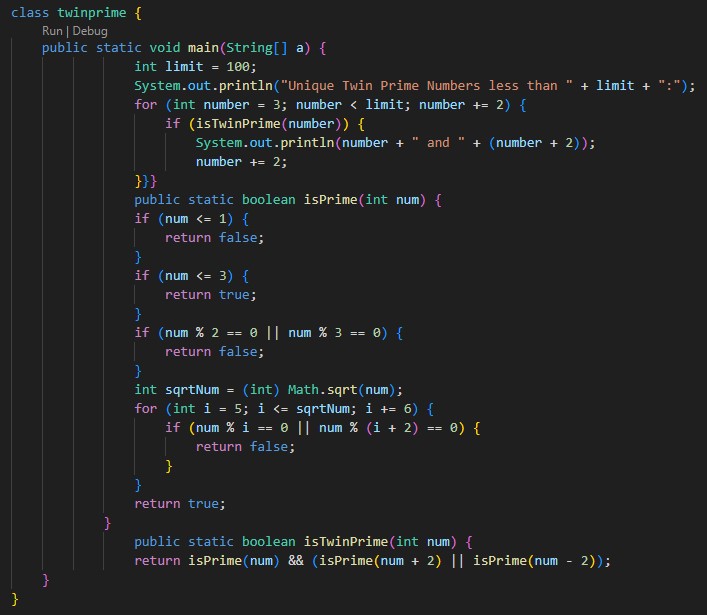 class twinprime {
Run | Debug
public static void main(String[] a) {
int limit = 100;
System.out.println("Unique Twin Prime Numbers less than " + limit + ":");
for (int number = 3; number < limit; number += 2) {
if (isTwinPrime(number)) {
System.out.println(number + " and " + (number + 2));
number += 2;
}}}
public static boolean isPrime(int num) {
if (num <= 1) {
return false;
}
if (num <= 3) {
return true;
}
if (num % 2 == 0 || num % 3 == 0) {
return false;
}
int sqrtNum = (int) Math.sqrt(num);
for (int i = 5; i <= sqrtNum; i += 6) {
if (num % i == 0 || num % (i + 2) == 0) {
return false;
}
}
return true;
}
public static boolean isTwinPrime(int num) {
return isPrime(num) && (isPrime(num + 2) || isPrime(num - 2));
}
}